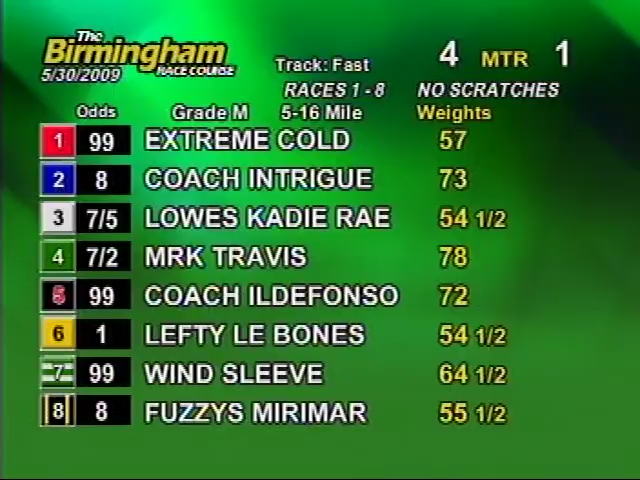 The
Birmingham
RACE COURSE
5/30/2009
Track: Fast
4 MTR 1
RACES 1 - 8 NO SCRATCHES
Odds Grade M 5-16 Mile Weights
1 99 EXTREME COLD 57
2 8 COACH INTRIGUE 73
3 7/5 LOWES KADIE RAE 54 1/2
4 7/2 MRK TRAVIS 78
5 99 COACH ILDEFONSO 72
6 1 LEFTY LE BONES 54 1/2
7 99 WIND SLEEVE 64 1/2
8 8 FUZZYS MIRIMAR 55 1/2